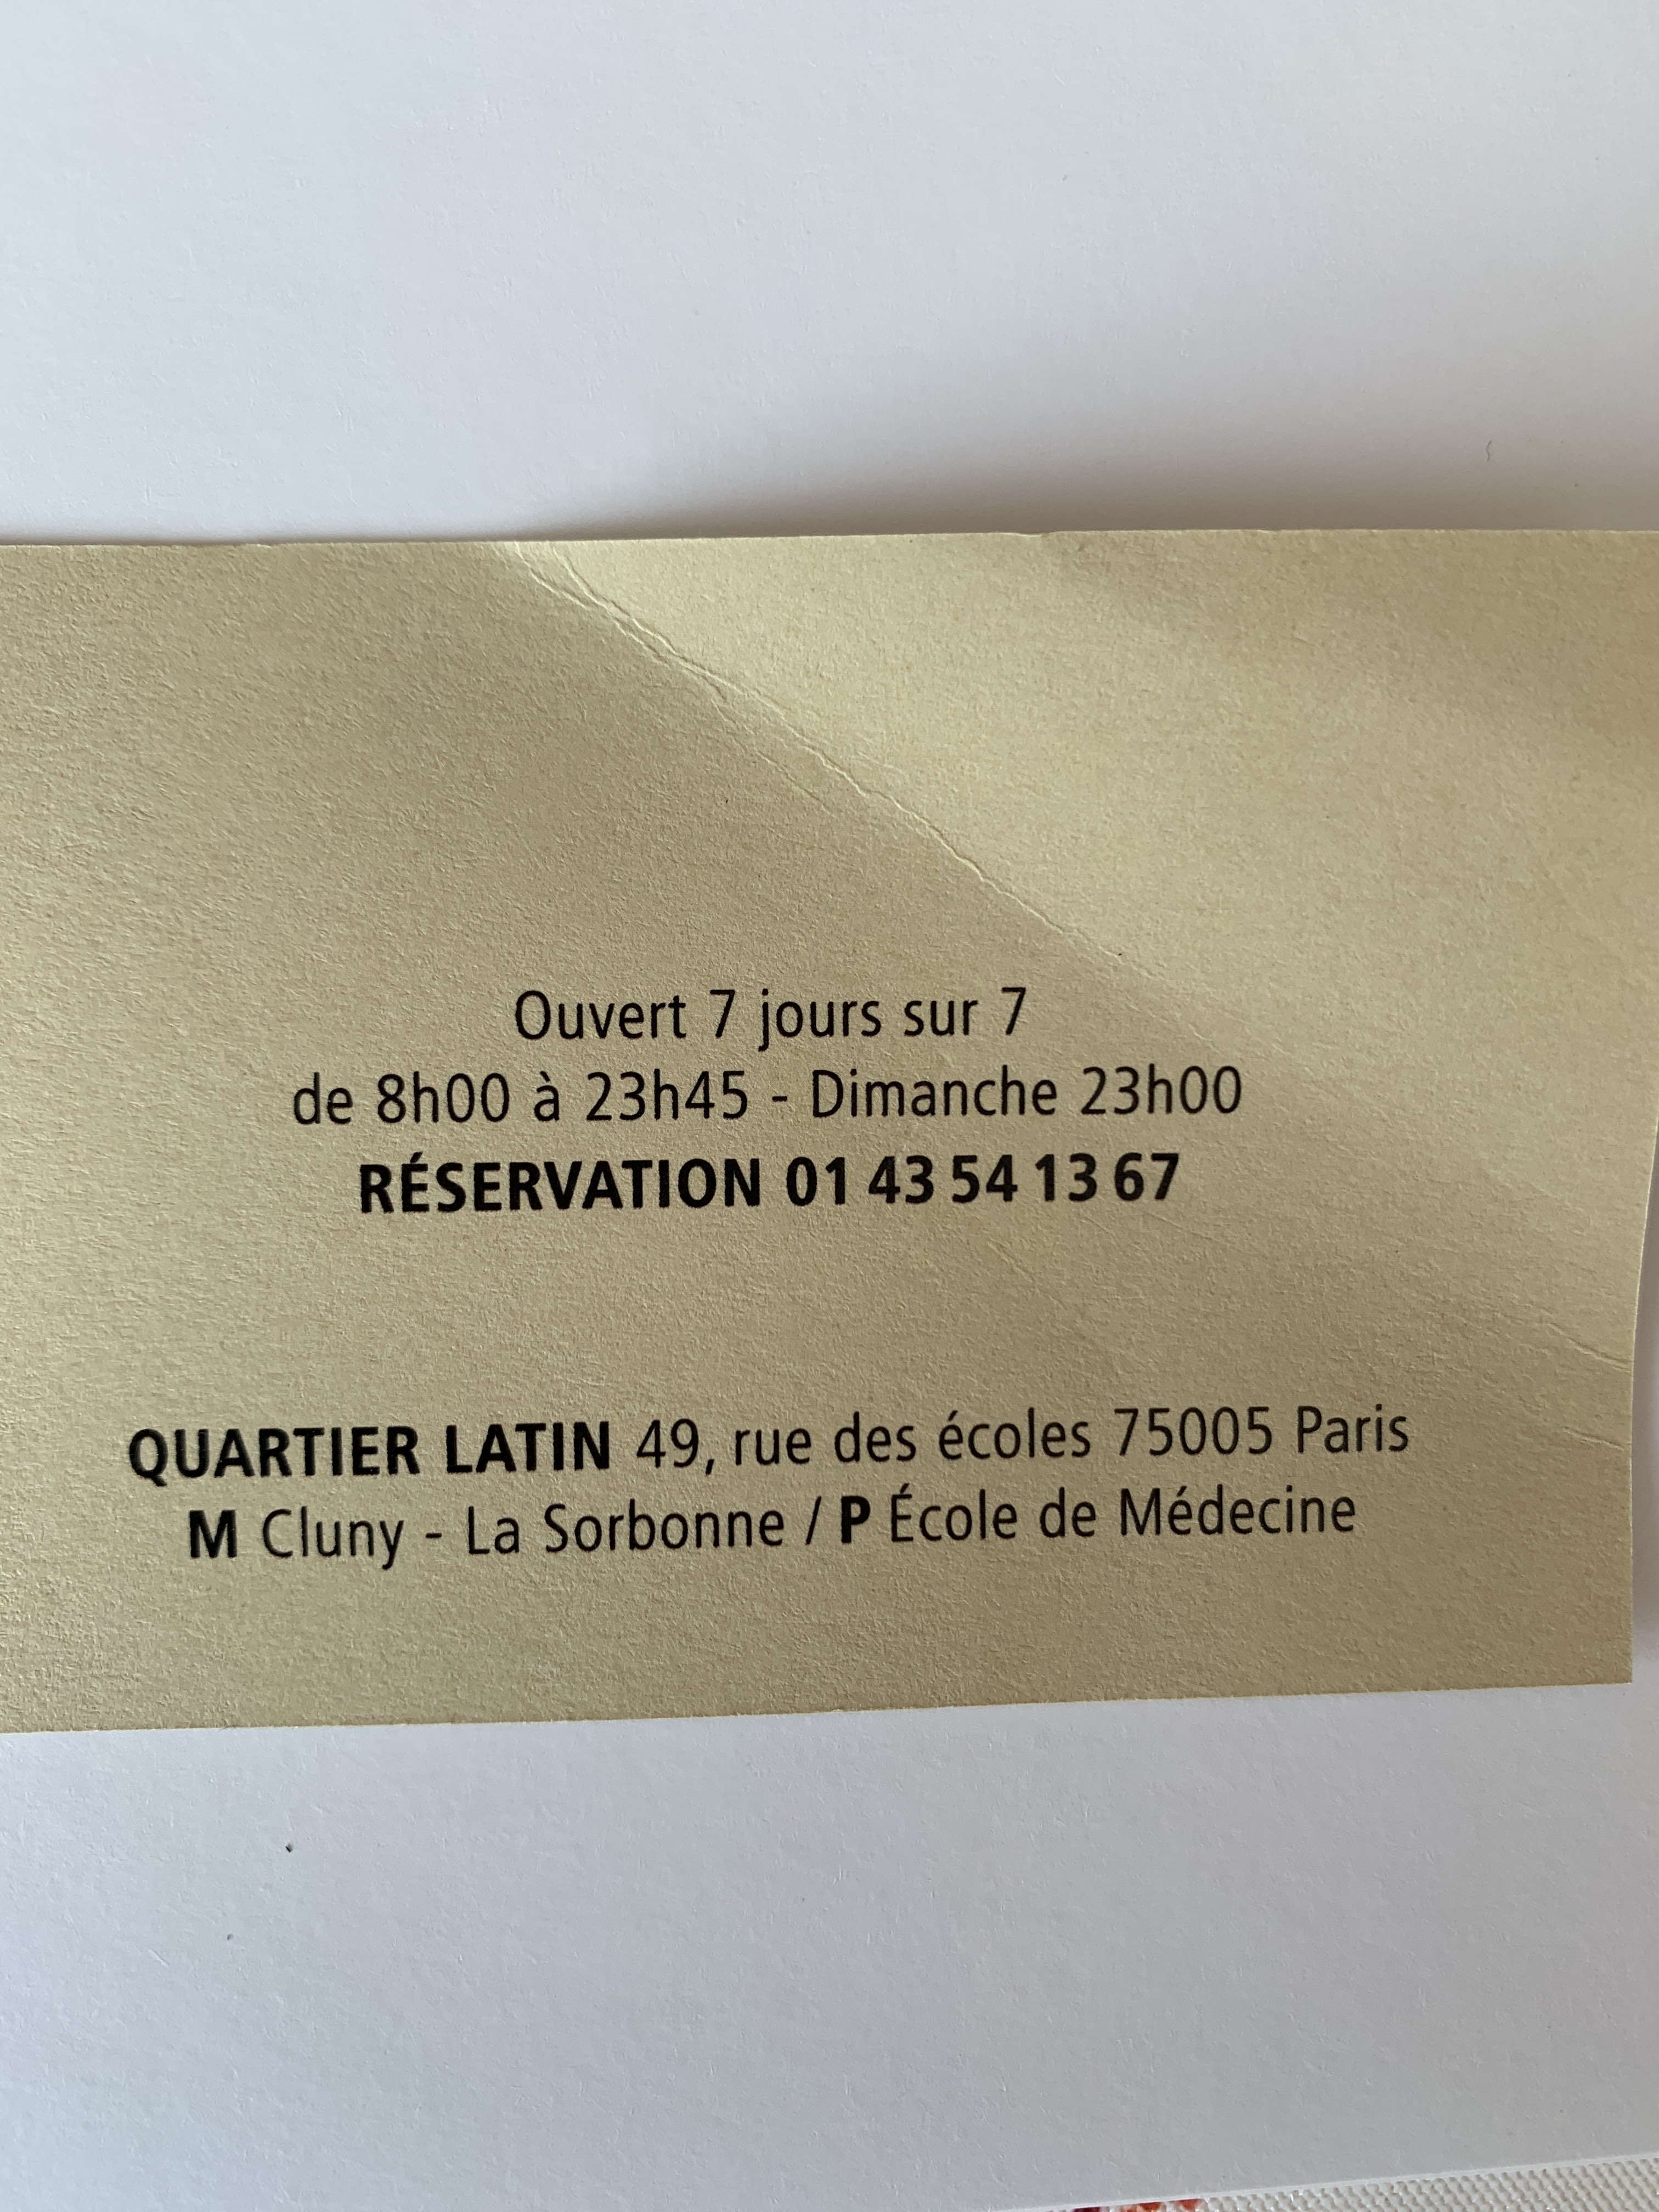 Ouvert 7 jours sur 7
de 8h00 à 23h45 - Dimanche 23h00
RÉSERVATION 01 43 54 13 67
QUARTIER LATIN 49, rue des écoles 75005 Paris
M Cluny - La Sorbonne / P École de Médecine